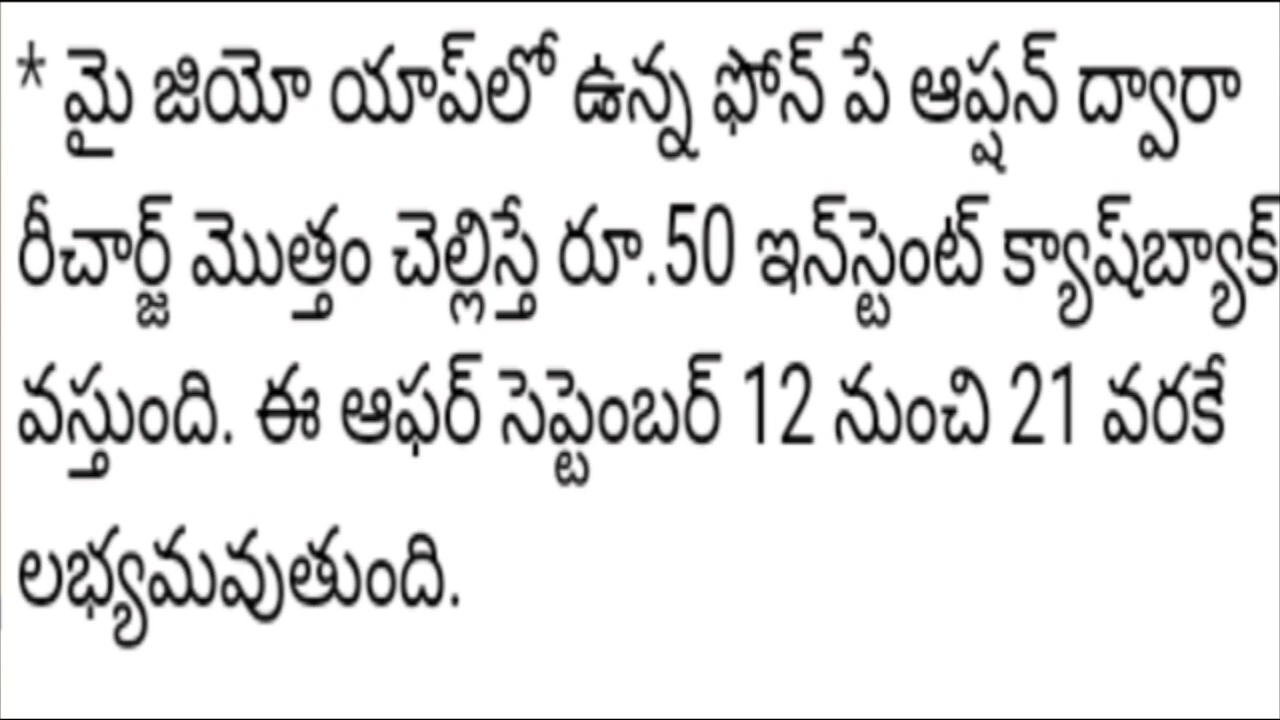 * మై జియో యాప్‌లో ఉన్న ఫోన్ పే ఆప్షన్ ద్వారా
రీచార్జ్ మొత్తం చెల్లిస్తే రూ.50 ఇన్‌స్టెంట్ క్యాష్‌బ్యాక్
వస్తుంది. ఈ ఆఫర్ సెప్టెంబర్ 12 నుంచి 21 వరకే
లభ్యమవుతుంది.